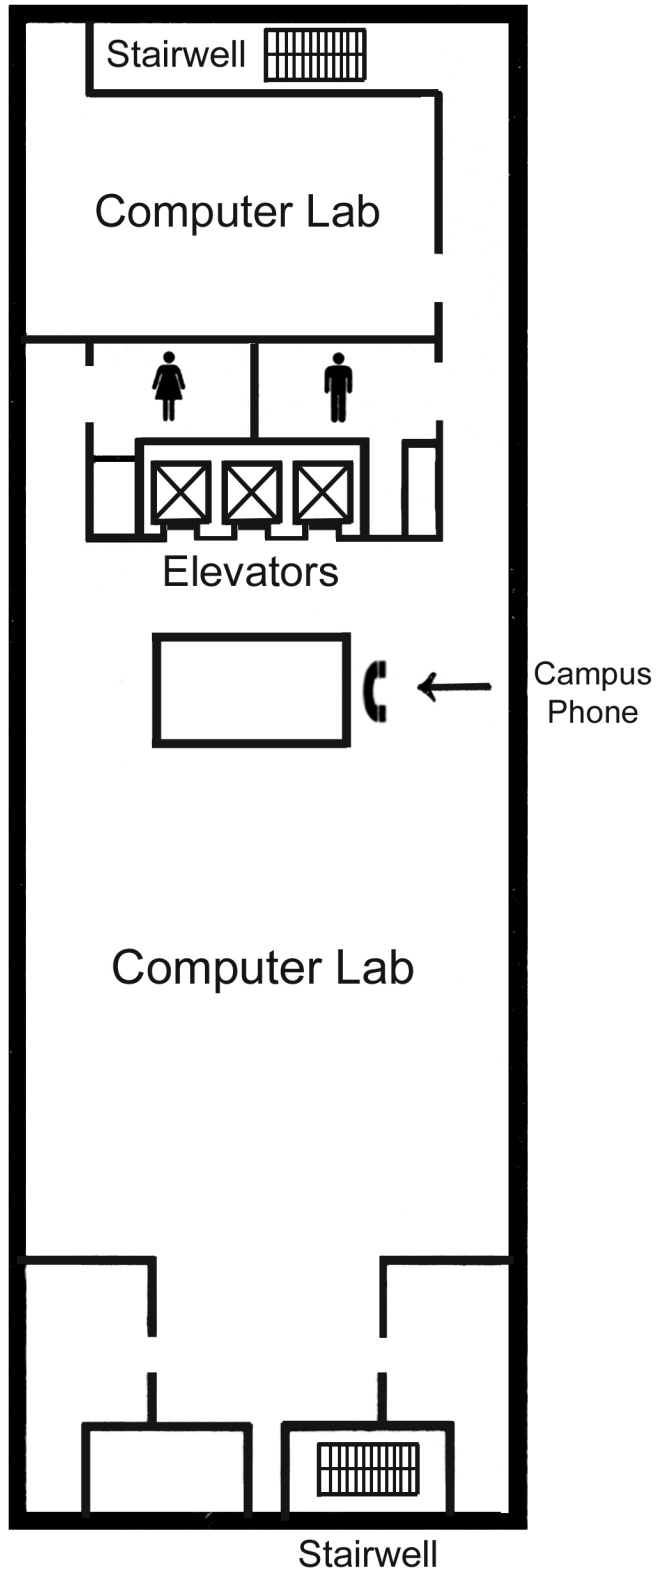 Stairwell
Computer Lab
Elevators
Campus
Phone
Computer Lab
Stairwell